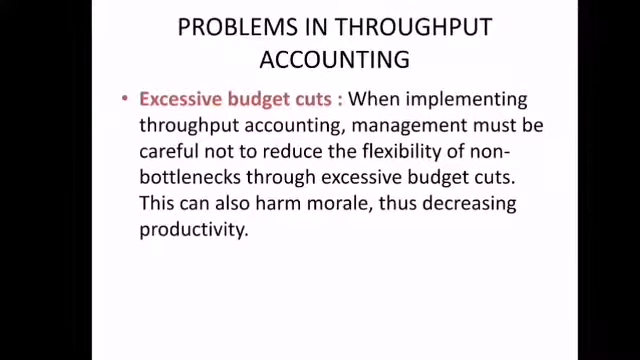 PROBLEMS IN THROUGHPUT
ACCOUNTING
• Excessive budget cuts : When implementing
throughput accounting, management must be
careful not to reduce the flexibility of non-
bottlenecks through excessive budget cuts.
This can also harm morale, thus decreasing
productivity.